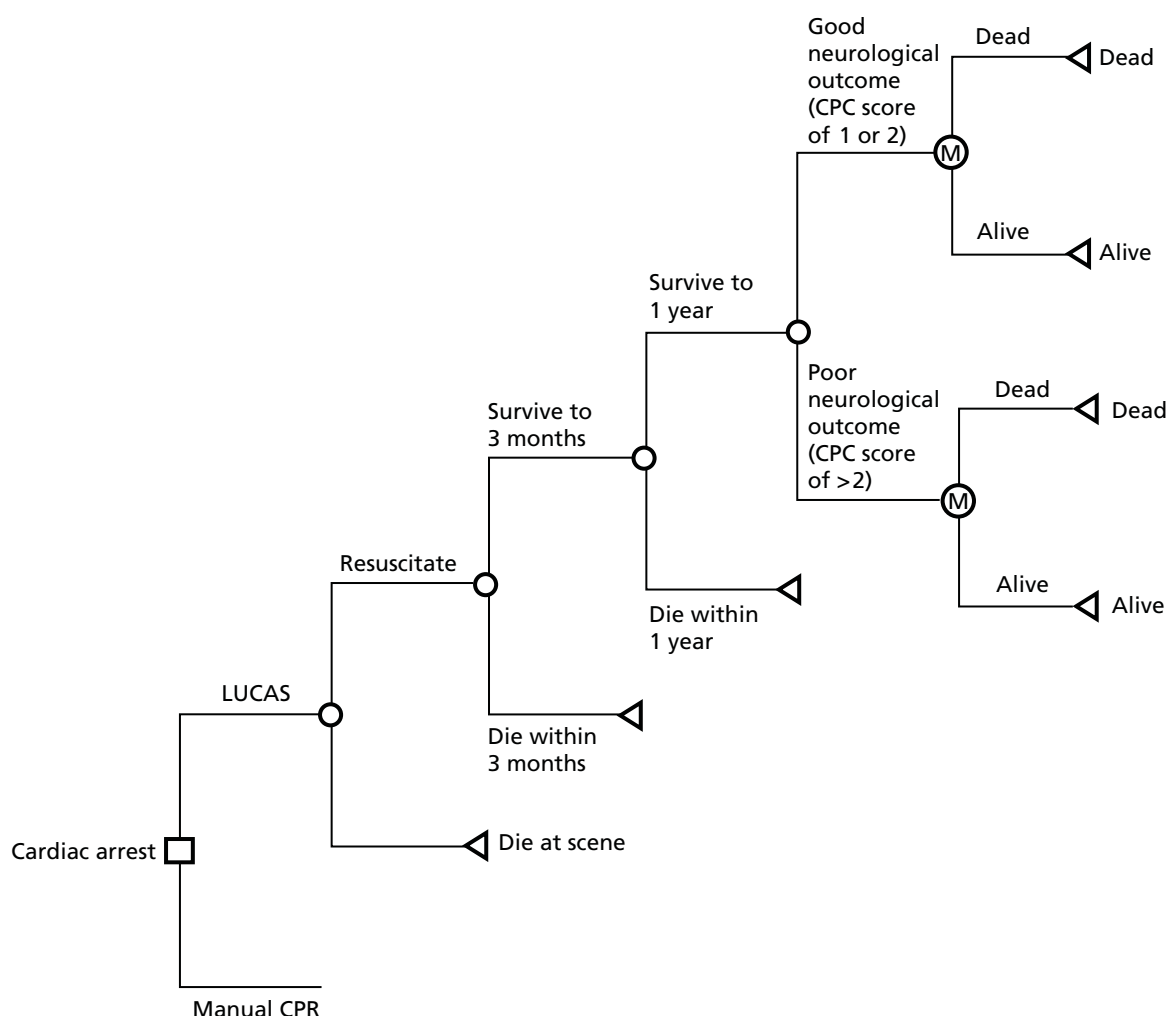 Good
neurological
outcome
(CPC score
of 1 or 2)
Dead
Dead
M
Alive
Alive
Survive to
1 year
Poor
neurological
outcome
(CPC score
of >2)
Dead
Dead
M
Alive
Alive
Survive to
3 months
Die within
1 year
Resuscitate
Die within
3 months
LUCAS
Die at scene
Cardiac arrest
Manual CPR